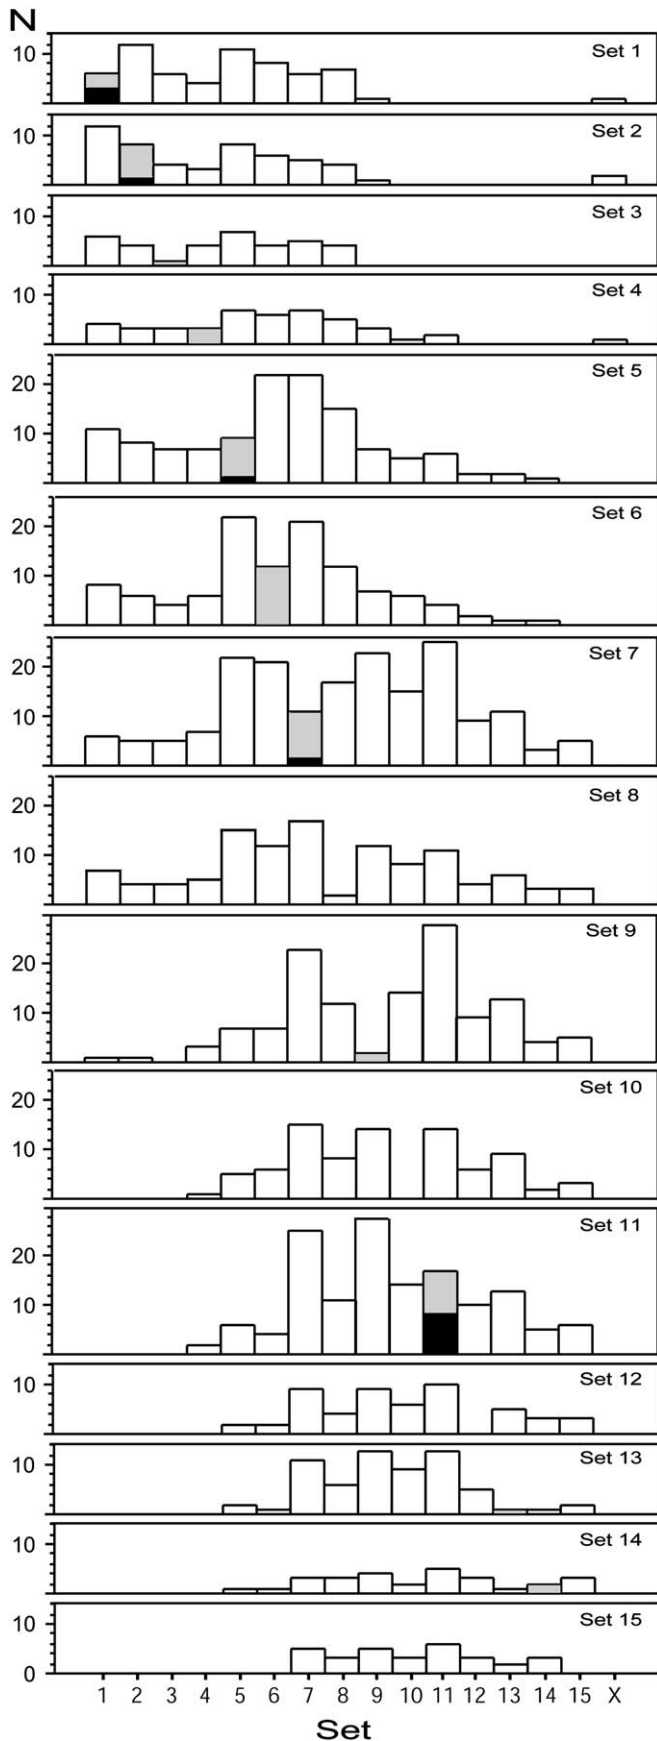 N
10 Set 1
10 Set 2
10 Set 3
10 Set 4
20 Set 5
10
20 Set 6
10
20 Set 7
10
20 Set 8
10
20 Set 9
10
20 Set 10
10
20 Set 11
10
10 Set 12
10 Set 13
10 Set 14
10 Set 15
0
1 2 3 4 5 6 7 8 9 10 11 12 13 14 15 X
Set